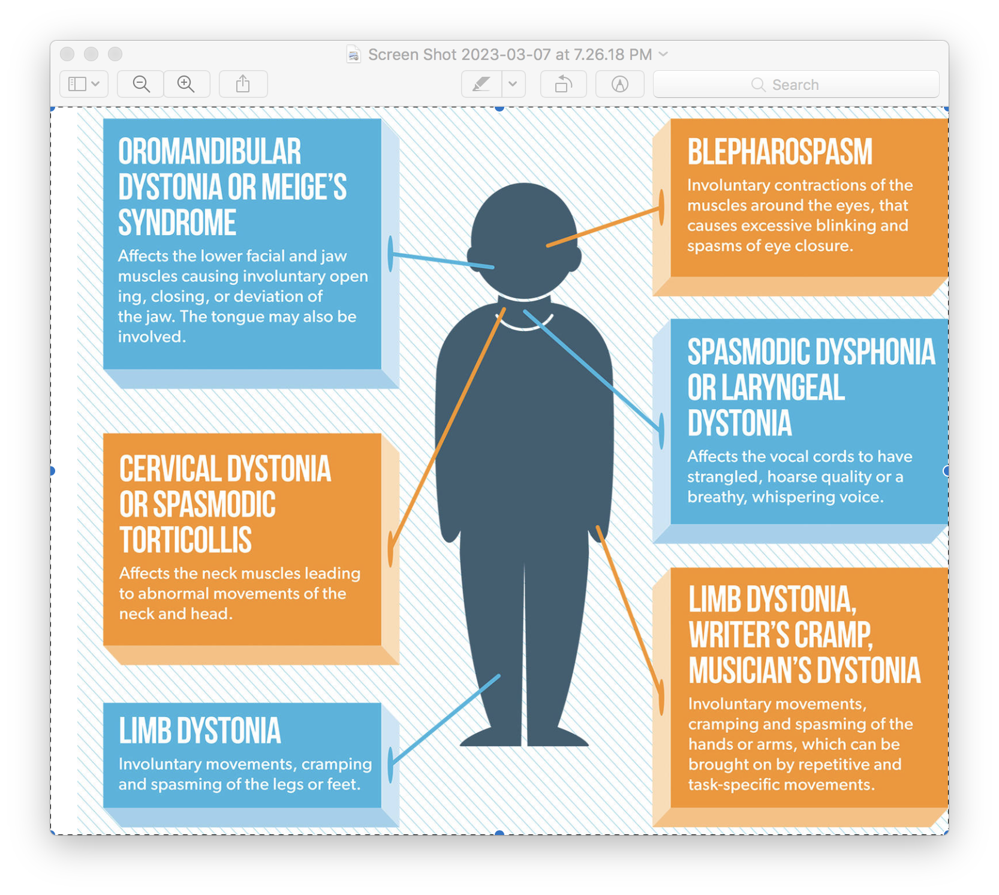 Screen Shot 2023-03-07 at 7.26.18 PM
Search
OROMANDIBULAR
DYSTONIA OR MEIGE'S
SYNDROME
Affects the lower facial and jaw
muscles causing involuntary open
ing, closing, or deviation of
the jaw. The tongue may also be
involved.
CERVICAL DYSTONIA
OR SPASMODIC
TORTICOLLIS
Affects the neck muscles leading
to abnormal movements of the
neck and head.
LIMB DYSTONIA
Involuntary movements, cramping
and spasming of the legs or feet.
BLEPHAROSPASM
Involuntary contractions of the
muscles around the eyes, that
causes excessive blinking and
spasms of eye closure.
SPASMODIC DYSPHONIA
OR LARYNGEAL
DYSTONIA
Affects the vocal cords to have
strangled, hoarse quality or a
breathy, whispering voice.
LIMB DYSTONIA,
WRITER'S CRAMP,
MUSICIAN'S DYSTONIA
Involuntary movements,
cramping and spasming of the
hands or arms, which can be
brought on by repetitive and
task-specific movements.